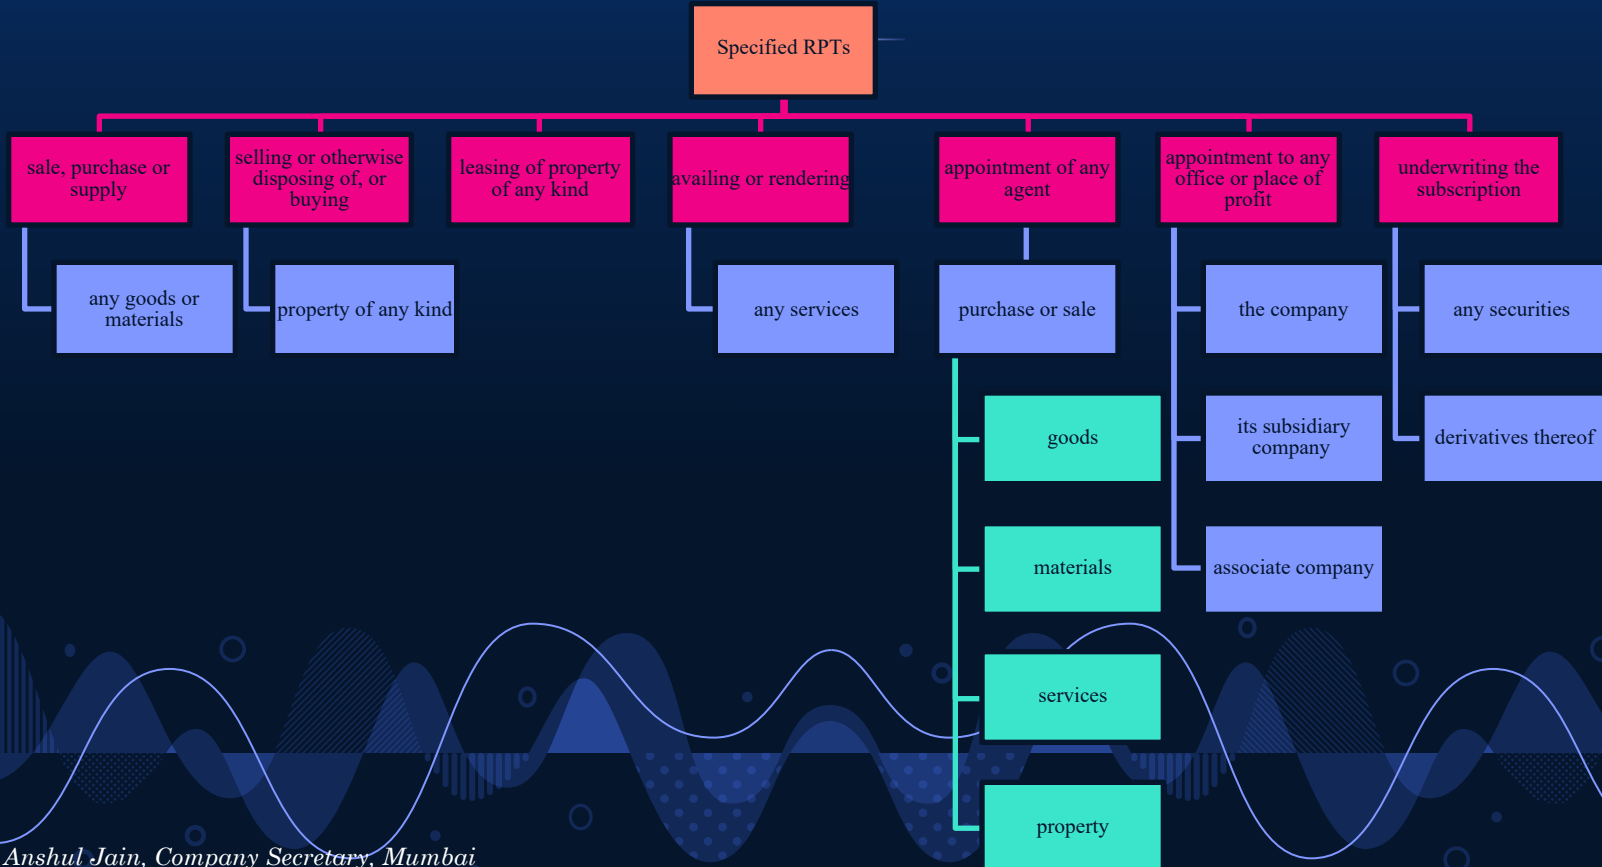 Specified RPTs
sale, purchase or
supply
selling or otherwise
disposing of, or
buying
leasing of property
of any kind
availing or rendering
appointment of any
agent
appointment to any
office or place of
profit
underwriting the
subscription
any goods or
materials
property of any kind
any services
purchase or sale
the company
any securities
goods
its subsidiary
company
derivatives thereof
materials
associate company
services
property
Anshul Jain, Company Secretary, Mumbai